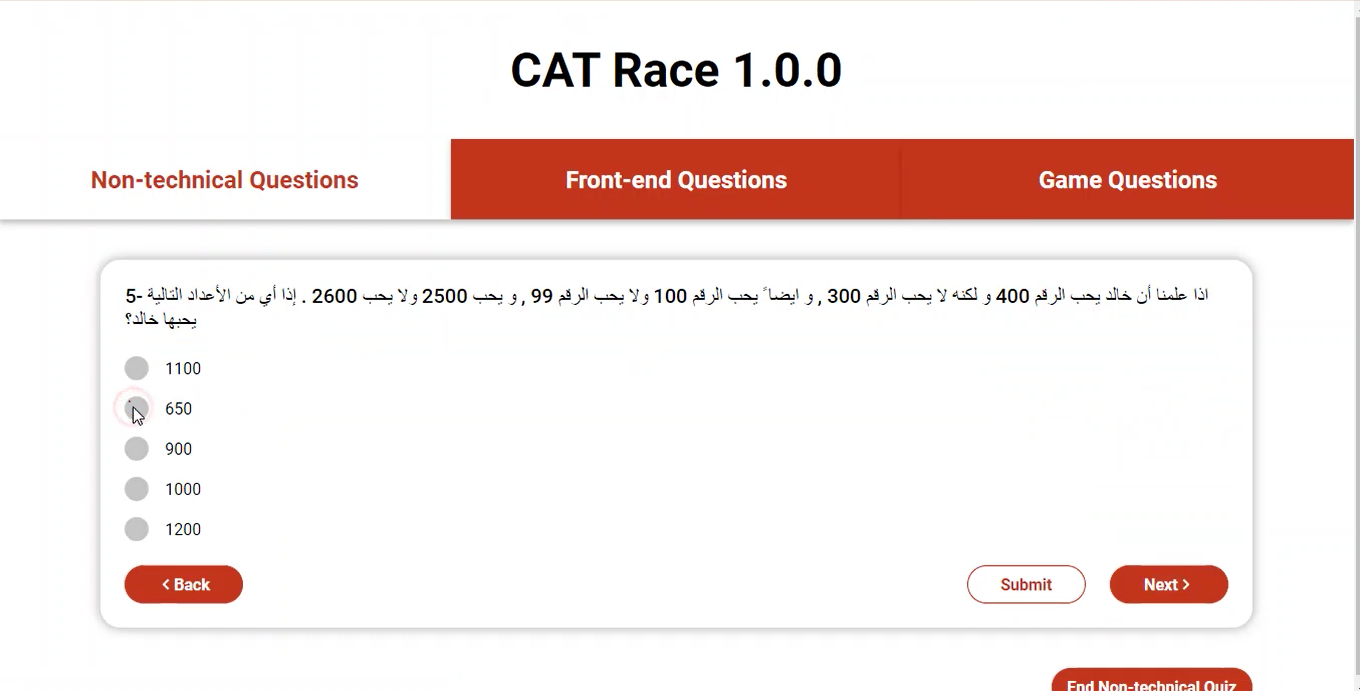 CAT Race 1.0.0
Non-technical Questions
Front-end Questions
Game Questions
5- اذا علمنا أن خالد يحب الرقم 400 و لكنه لا يحب الرقم 300 , و ايضا ً يحب الرقم 100 ولا يحب الرقم 99 , و يحب 2500 ولا يحب 2600 . إذا أي من الأعداد التالية
يحبها خالد؟
1100
650
900
1000
1200
< Back
Submit
Next >
End Non-technical Quiz